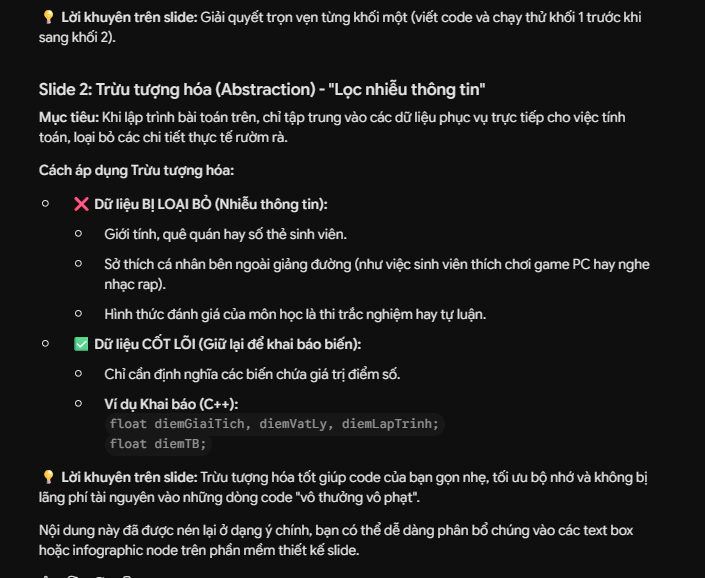 💡 Lời khuyên trên slide: Giải quyết trọn vẹn từng khối một (viết code và chạy thử khối 1 trước khi
sang khối 2).
Slide 2: Trừu tượng hóa (Abstraction) - "Lọc nhiễu thông tin"
Mục tiêu: Khi lập trình bài toán trên, chỉ tập trung vào các dữ liệu phục vụ trực tiếp cho việc tính
toán, loại bỏ các chi tiết thực tế rườm rà.
Cách áp dụng Trừu tượng hóa:
❌ Dữ liệu BỊ LOẠI BỎ (Nhiễu thông tin):
Giới tính, quê quán hay số thẻ sinh viên.
Sở thích cá nhân bên ngoài giảng đường (như việc sinh viên thích chơi game PC hay nghe
nhạc rap).
Hình thức đánh giá của môn học là thi trắc nghiệm hay tự luận.
✅ Dữ liệu CỐT LÕI (Giữ lại để khai báo biến):
Chỉ cần định nghĩa các biến chứa giá trị điểm số.
Ví dụ Khai báo (C++):
float diemGiaiTich, diemVatLy, diemLapTrinh;
float diemTB;
💡 Lời khuyên trên slide: Trừu tượng hóa tốt giúp code của bạn gọn nhẹ, tối ưu bộ nhớ và không bị
lãng phí tài nguyên vào những dòng code "vô thưởng vô phạt".
Nội dung này đã được nén lại ở dạng ý chính, bạn có thể dễ dàng phân bổ chúng vào các text box
hoặc infographic node trên phần mềm thiết kế slide.